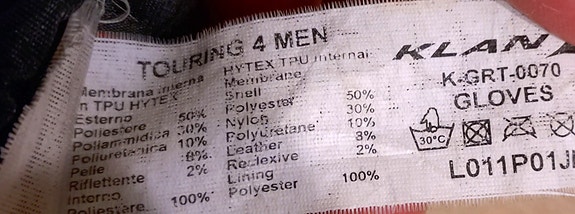 TOURING 4 MEN
Membrana interna
in TPU HYTEX
Esterno 50%
Poliestere 30%
Poliammidica 10%
Poliuretanica 8%
Pelle 2%
Riflettente
Interno 100%
Poliestere
HYTEX TPU internal
Membrane
Shell
Polyester 50%
Nylon 30%
Polyuretane 10%
Leather 8%
Reflexive 2%
Lining
Polyester 100%
KLAN
K-GRT-0070
GLOVES
30°C
L011P01J